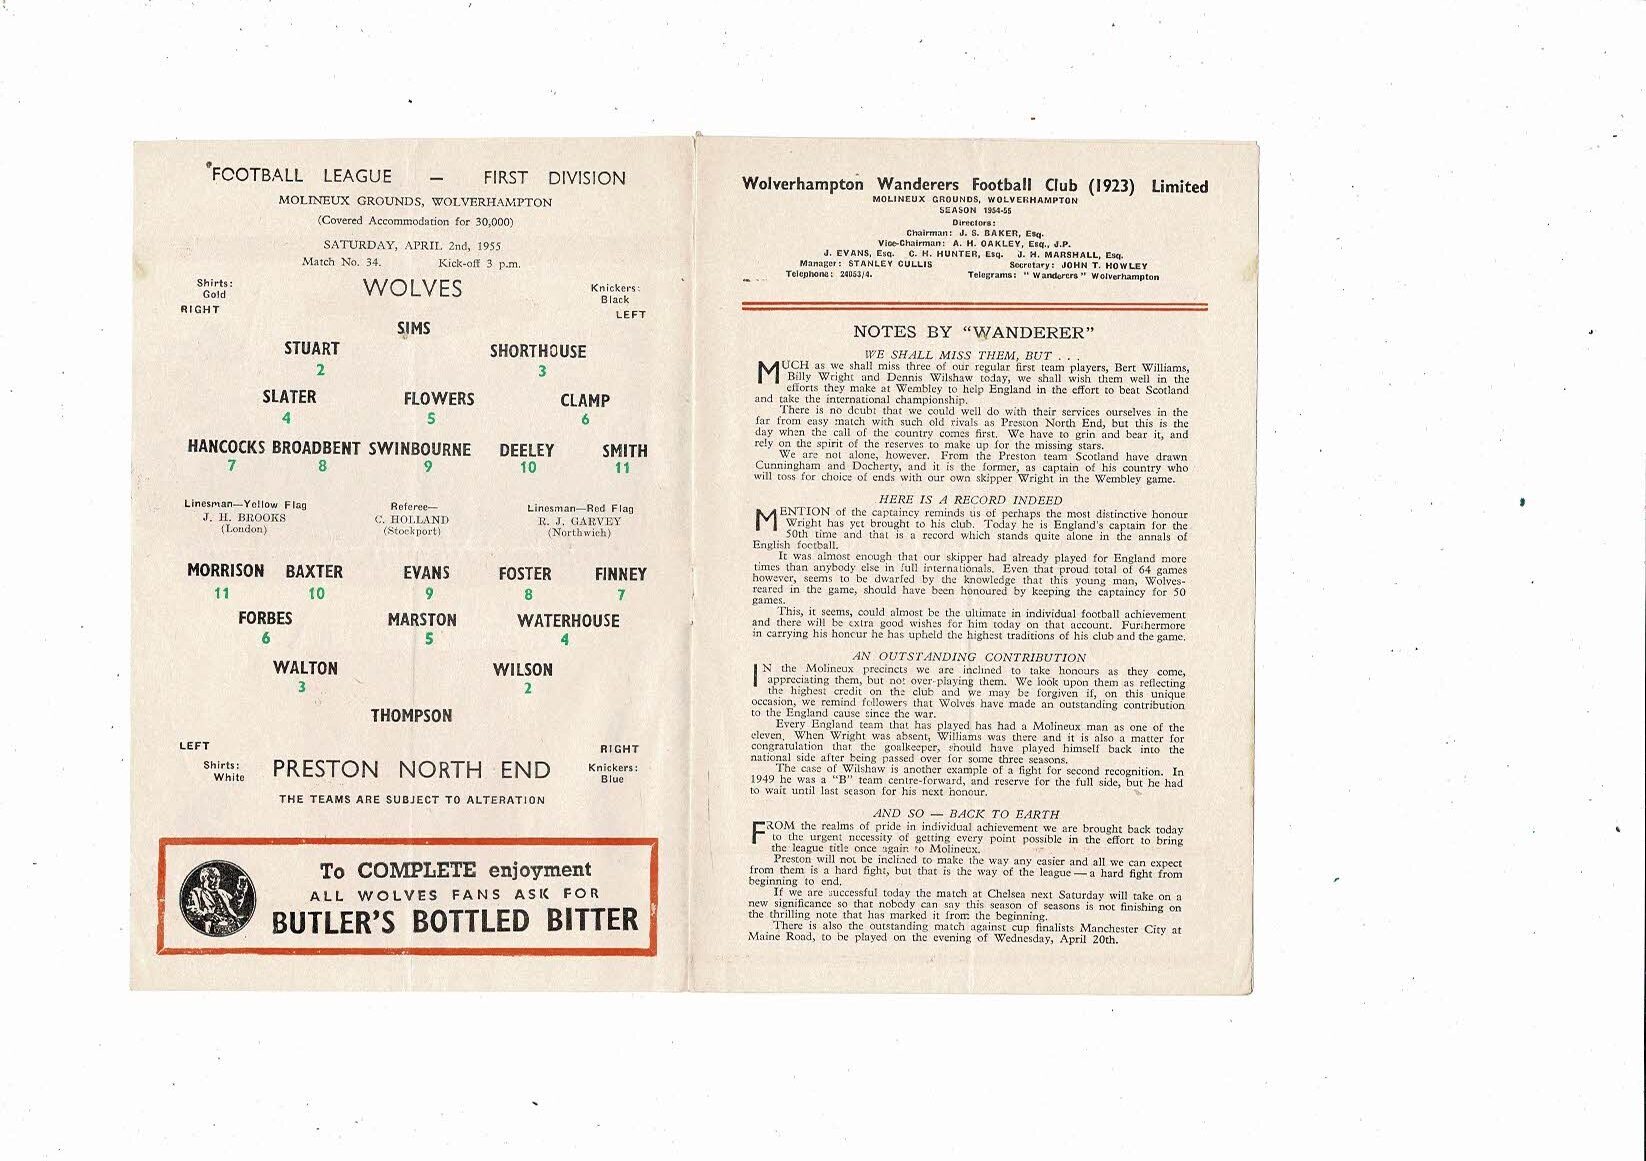 FOOTBALL LEAGUE — FIRST DIVISION
MOLINEUX GROUNDS, WOLVERHAMPTON
(Covered Accommodation for 30,000)
SATURDAY, APRIL 2nd, 1955
Match No. 34. Kick-off 3 p.m.
Shirts:
Gold
RIGHT
WOLVES
Knickers:
Black
LEFT
SIMS
STUART SHORTHOUSE
2 3
SLATER FLOWERS CLAMP
4 5 6
HANCOCKS BROADBENT SWINBOURNE DEELEY SMITH
7 8 9 10 11
Linesman—Yellow Flag
J. H. BROOKS
(London)
Referee—
C. HOLLAND
(Stockport)
Linesman—Red Flag
R. J. GARVEY
(Northwich)
MORRISON BAXTER EVANS FOSTER FINNEY
11 10 9 8 7
FORBES MARSTON WATERHOUSE
6 5 4
WALTON WILSON
3 2
THOMPSON
LEFT
Shirts:
White
PRESTON NORTH END
RIGHT
Knickers:
Blue
THE TEAMS ARE SUBJECT TO ALTERATION
To COMPLETE enjoyment
ALL WOLVES FANS ASK FOR
BUTLER'S BOTTLED BITTER
Wolverhampton Wanderers Football Club (1923) Limited
MOLINEUX GROUNDS, WOLVERHAMPTON
SEASON 1954-55
Directors:
Chairman: J. S. BAKER, Esq.
Vice-Chairman: A. H. OAKLEY, Esq., J.P.
J. EVANS, Esq. C. H. HUNTER, Esq. J. H. MARSHALL, Esq.
Manager: STANLEY CULLIS Secretary: JOHN T. HOWLEY
Telephone: 24053/4. Telegrams: "Wanderers" Wolverhampton
NOTES BY "WANDERER"
WE SHALL MISS THEM, BUT . . .
MUCH as we shall miss three of our regular first team players, Bert Williams,
Billy Wright and Dennis Wilshaw today, we shall wish them well in the
efforts they make at Wembley to help England in the effort to beat Scotland
and take the international championship.
There is no doubt that we could well do with their services ourselves in the
far from easy match with such old rivals as Preston North End, but this is the
day when the call of the country comes first. We have to grin and bear it, and
rely on the spirit of the reserves to make up for the missing stars.
We are not alone, however. From the Preston team Scotland have drawn
Cunningham and Docherty, and it is the former, as captain of his country who
will toss for choice of ends with our own skipper Wright in the Wembley game.
HERE IS A RECORD INDEED
MENTION of the captaincy reminds us of perhaps the most distinctive honour
Wright has yet brought to his club. Today he is England's captain for the
50th time and that is a record which stands quite alone in the annals of
English football.
It was almost enough that our skipper had already played for England more
times than anybody else in full internationals. Even that proud total of 64 games
however, seems to be dwarfed by the knowledge that this young man, Wolves-
reared in the game, should have been honoured by keeping the captaincy for 50
games.
This, it seems, could almost be the ultimate in individual football achievement
and there will be extra good wishes for him today on that account. Furthermore
in carrying his honour he has upheld the highest traditions of his club and the game.
AN OUTSTANDING CONTRIBUTION
IN the Molineux precincts we are inclined to take honours as they come,
appreciating them, but not over-playing them. We look upon them as reflecting
the highest credit on the club and we may be forgiven if, on this unique
occasion, we remind followers that Wolves have made an outstanding contribution
to the England cause since the war.
Every England team that has played has had a Molineux man as one of the
eleven. When Wright was absent, Williams was there and it is also a matter for
congratulation that the goalkeeper, should have played himself back into the
national side after being passed over for some three seasons.
The case of Wilshaw is another example of a fight for second recognition. In
1949 he was a "B" team centre-forward, and reserve for the full side, but he had
to wait until last season for his next honour.
AND SO — BACK TO EARTH
FROM the realms of pride in individual achievement we are brought back today
to the urgent necessity of getting every point possible in the effort to bring
the league title once again to Molineux.
Preston will not be inclined to make the way any easier and all we can expect
from them is a hard fight, but that is the way of the league — a hard fight from
beginning to end.
If we are successful today the match at Chelsea next Saturday will take on a
new significance so that nobody can say this season of seasons is not finishing on
the thrilling note that has marked it from the beginning.
There is also the outstanding match against cup finalists Manchester City at
Maine Road, to be played on the evening of Wednesday, April 20th.